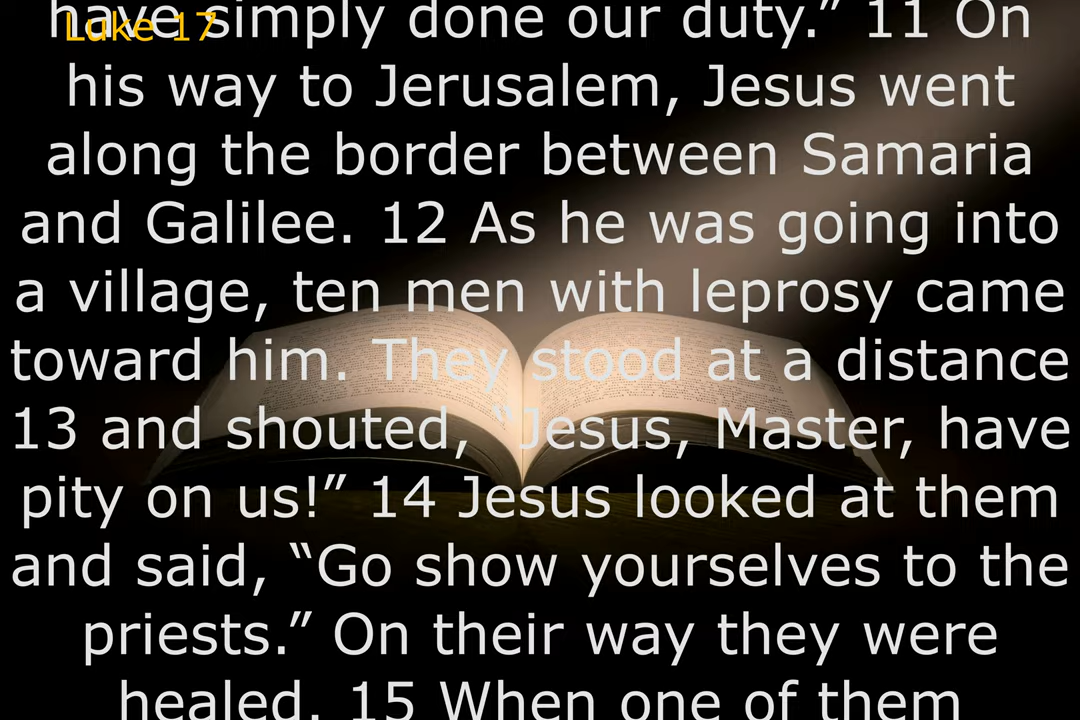 Luke 17
have simply done our duty.” 11 On
his way to Jerusalem, Jesus went
along the border between Samaria
and Galilee. 12 As he was going into
a village, ten men with leprosy came
toward him. They stood at a distance
13 and shouted, “Jesus, Master, have
pity on us!” 14 Jesus looked at them
and said, “Go show yourselves to the
priests.” On their way they were
healed. 15 When one of them